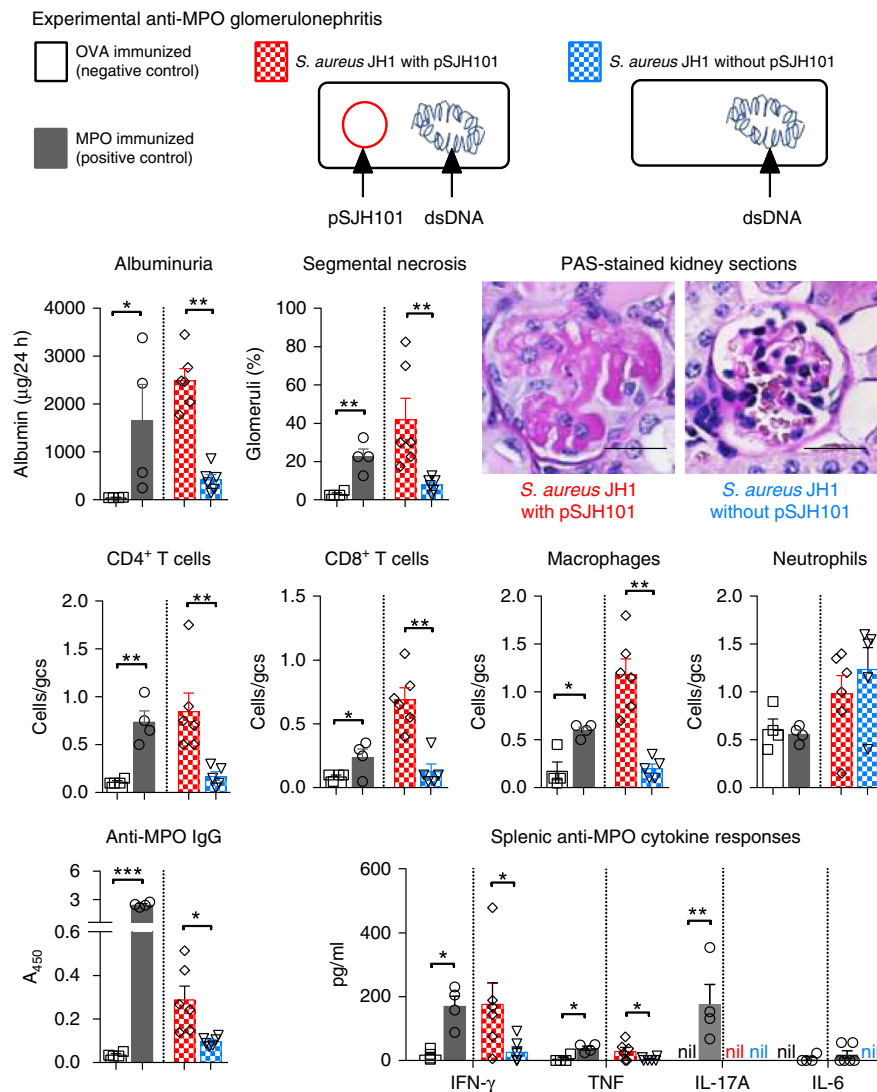 Experimental anti-MPO glomerulonephritis
OVA immunized
(negative control)
S. aureus JH1 with pSJH101
S. aureus JH1 without pSJH101
MPO immunized
(positive control)
pSJH101
dsDNA
dsDNA
Albuminuria
Segmental necrosis
PAS-stained kidney sections
Albumin (µg/24 h)
4000
3000
2000
1000
0
*
**
Glomeruli (%)
100
80
60
40
20
0
**
**
S. aureus JH1
with pSJH101
S. aureus JH1
without pSJH101
CD4+ T cells
CD8+ T cells
Macrophages
Neutrophils
Cells/gcs
2.0
1.5
1.0
0.5
0.0
**
**
Cells/gcs
1.5
1.0
0.5
0.0
*
**
Cells/gcs
2.0
1.5
1.0
0.5
0.0
*
**
Cells/gcs
2.0
1.5
1.0
0.5
0.0
Anti-MPO IgG
Splenic anti-MPO cytokine responses
A450
3
1
0.6
0.4
0.2
0.0
***
*
pg/ml
600
400
200
0
*
*
*
*
**
nil
nil
nil
nil
nil
IFN-γ
TNF
IL-17A
IL-6